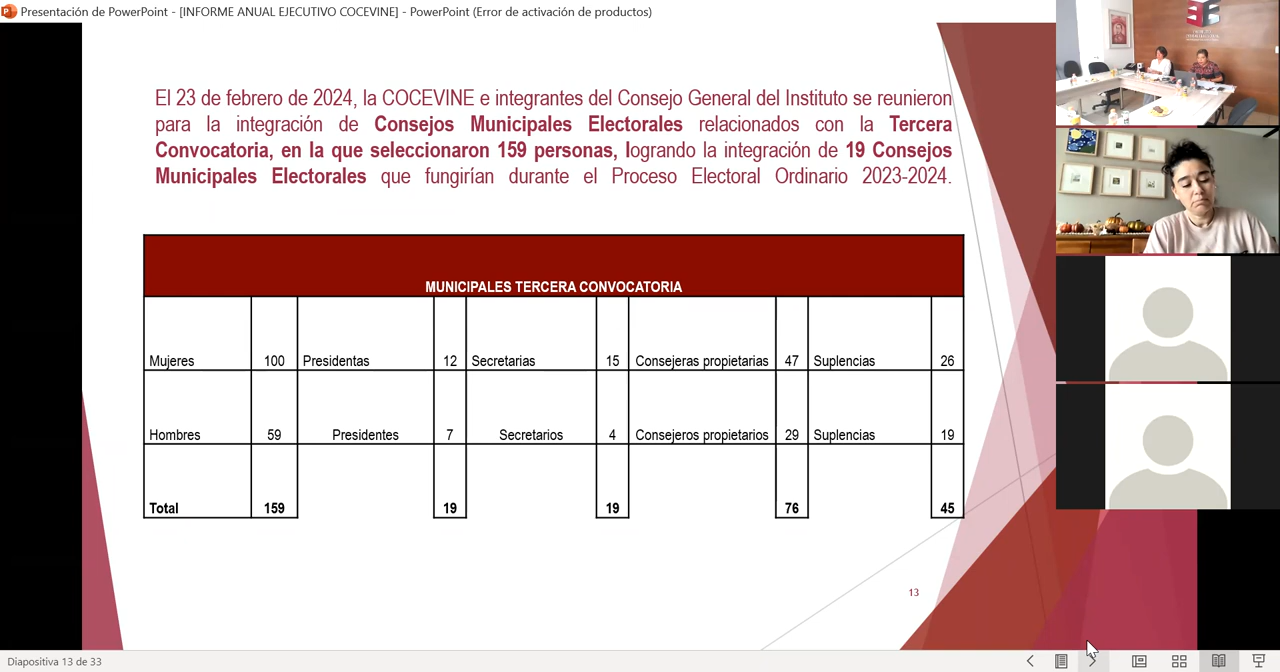 Presentación de PowerPoint - [INFORME ANUAL EJECUTIVO COCEVINE] - PowerPoint (Error de activación de productos)
El 23 de febrero de 2024, la COCEVINE e integrantes del Consejo General del Instituto se reunieron
para la integración de Consejos Municipales Electorales relacionados con la Tercera
Convocatoria, en la que seleccionaron 159 personas, logrando la integración de 19 Consejos
Municipales Electorales que fungirían durante el Proceso Electoral Ordinario 2023-2024.
MUNICIPALES TERCERA CONVOCATORIA
Mujeres 100 Presidentas 12 Secretarias 15 Consejeras propietarias 47 Suplencias 26
Hombres 59 Presidentes 7 Secretarios 4 Consejeros propietarios 29 Suplencias 19
Total 159 19 19 76 45
13
Diapositiva 13 de 33